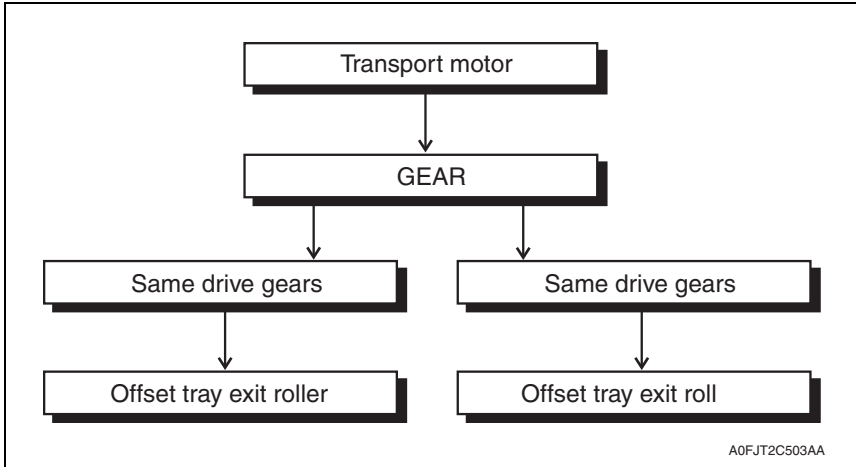 Transport motor
GEAR
Same drive gears
Same drive gears
Offset tray exit roller
Offset tray exit roll
A0FJT2C503AA